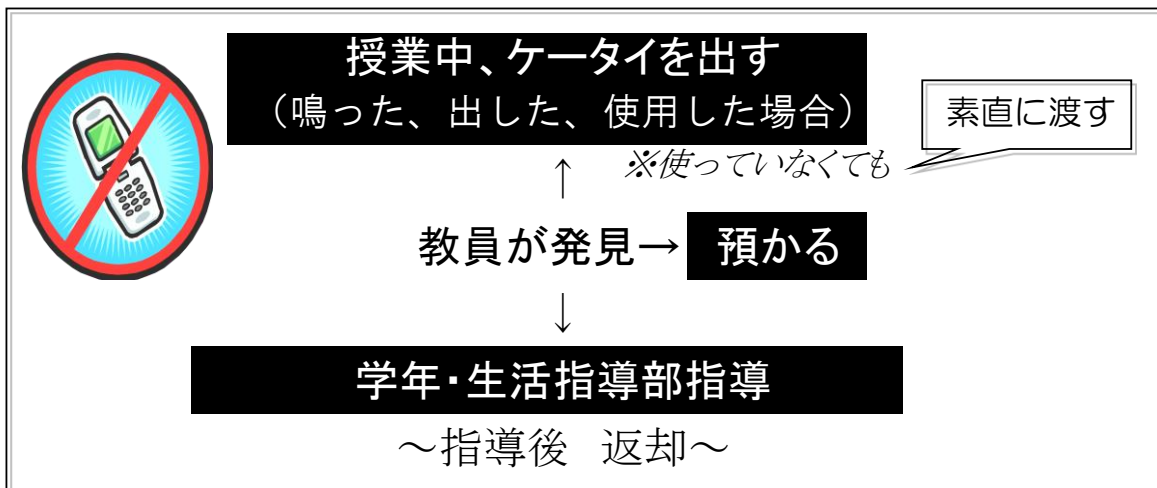 授業中、ケータイを出す
（鳴った、出した、使用した場合）
素直に渡す
↑
※使っていなくても
教員が発見→ 預かる
↓
学年・生活指導部指導
～指導後 返却～